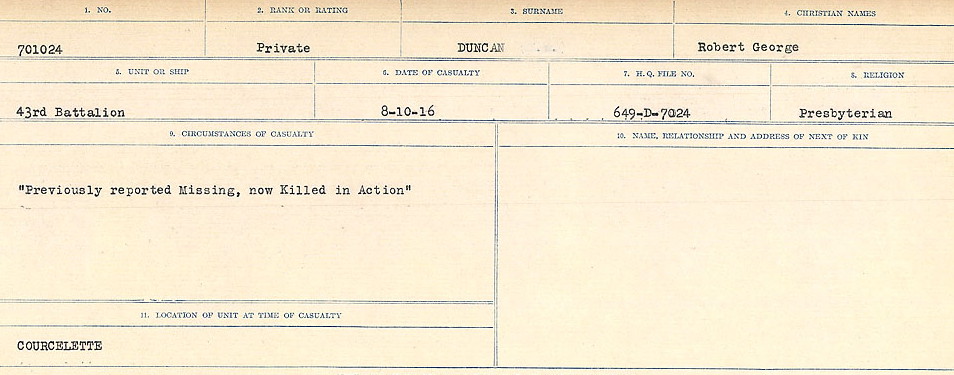 1. NO. 2. RANK OR RATING 3. SURNAME 4. CHRISTIAN NAMES
701024 Private DUNCAN Robert George
5. UNIT OR SHIP 6. DATE OF CASUALTY 7. H.Q. FILE NO. 8. RELIGION
43rd Battalion 8-10-16 649-D-7024 Presbyterian
9. CIRCUMSTANCES OF CASUALTY 10. NAME, RELATIONSHIP AND ADDRESS OF NEXT OF KIN
"Previously reported Missing, now Killed in Action"
11. LOCATION OF UNIT AT TIME OF CASUALTY
COURCELETTE